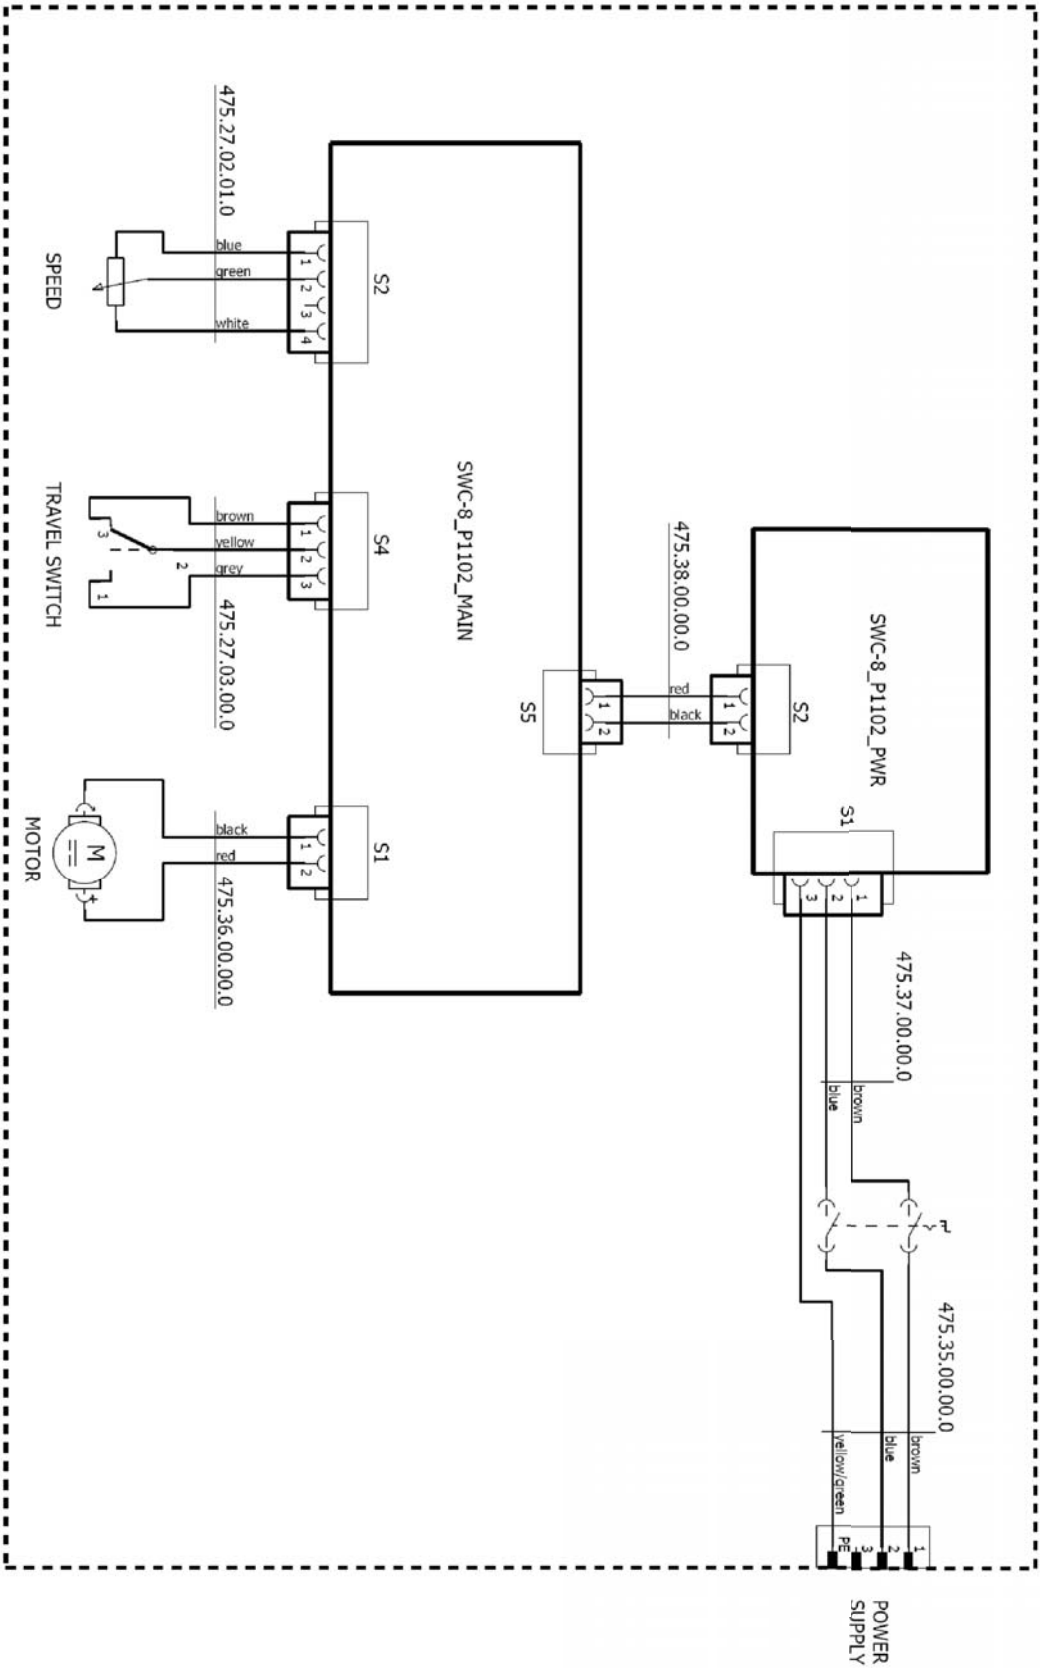 POWER
SUPPLY
1
2
3
PE
brown
blue
yellow/green
475.35.00.00.0
brown
blue
475.37.00.00.0
S1
1
2
3
SWC-8_P1102_PWR
S2
1
2
red
black
475.38.00.00.0
S5
1
2
SWC-8_P1102_MAIN
S2
1
2
3
4
blue
green
white
475.27.02.01.0
SPEED
S4
1
2
3
brown
yellow
grey
475.27.03.00.0
3
2
1
TRAVEL SWITCH
S1
1
2
black
red
475.36.00.00.0
M
+
MOTOR